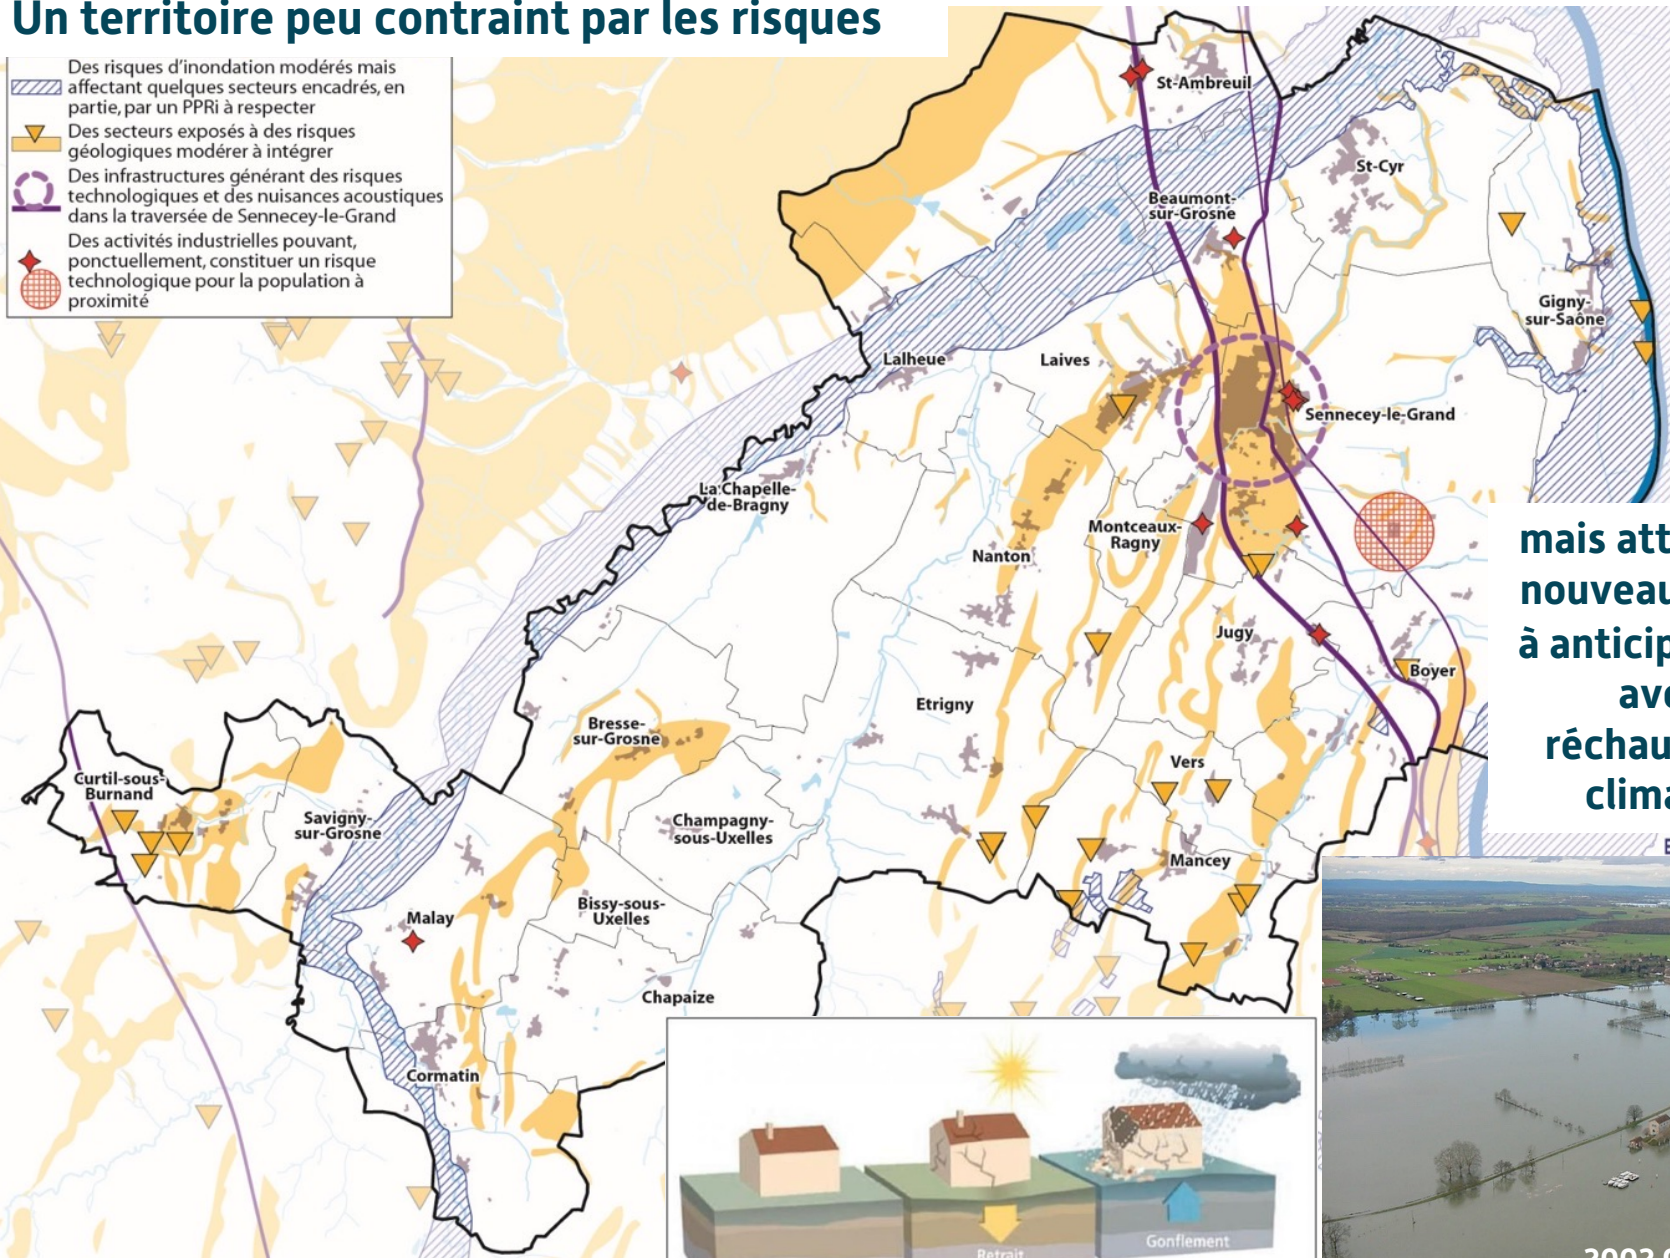 Un territoire peu contraint par les risques
Des risques d'inondation modérés mais
affectant quelques secteurs encadrés, en
partie, par un PPRi à respecter
Des secteurs exposés à des risques
géologiques modérer à intégrer
Des infrastructures générant des risques
technologiques et des nuisances acoustiques
dans la traversée de Sennecey-le-Grand
Des activités industrielles pouvant,
ponctuellement, constituer un risque
technologique pour la population à
proximité
St-Ambreuil
St-Cyr
Beaumont-
sur-Grosne
Gigny-
sur-Saône
Lalheue
Laives
Sennecey-le-Grand
La Chapelle-
de-Bragny
Montceaux-
Ragny
Nanton
Jugy
Boyer
Etrigny
Bresse-
sur-Grosne
Vers
Curtil-sous-
Burnand
Savigny-
sur-Grosne
Champagny-
sous-Uxelles
Mancey
Bissy-sous-
Uxelles
Malay
Chapaize
Cormatin
mais att
nouveau
à anticip
ave
réchau
clima
Retrait
Gonflement